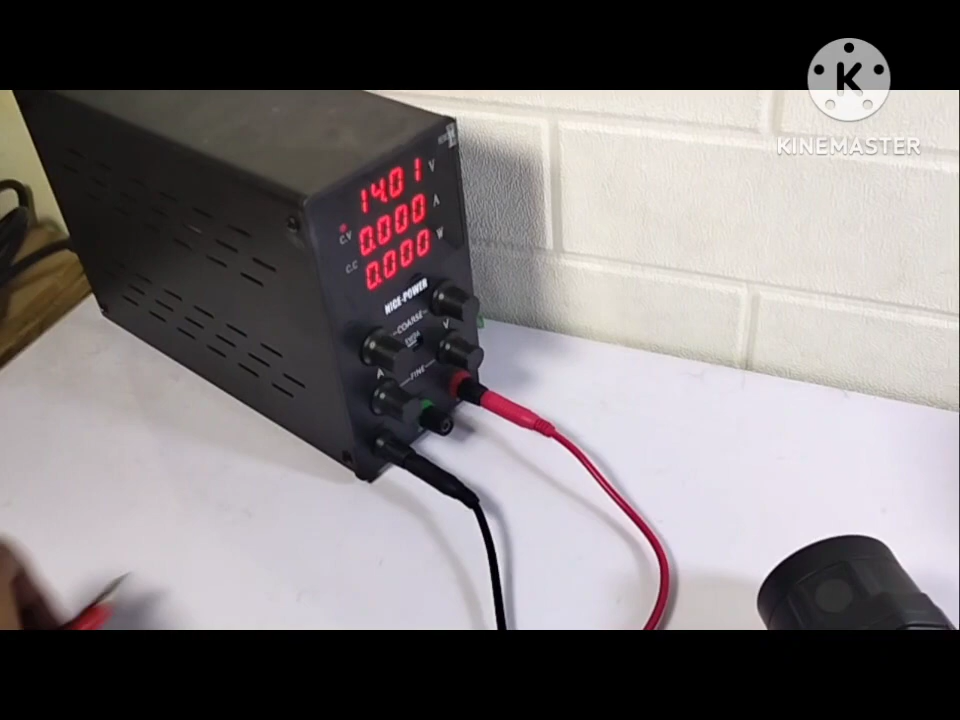 K
KINEMASTER
14.01 V
0.000 A
0.000 W
C.V
C.C
NICE-POWER
COARSE
V
A
FINE